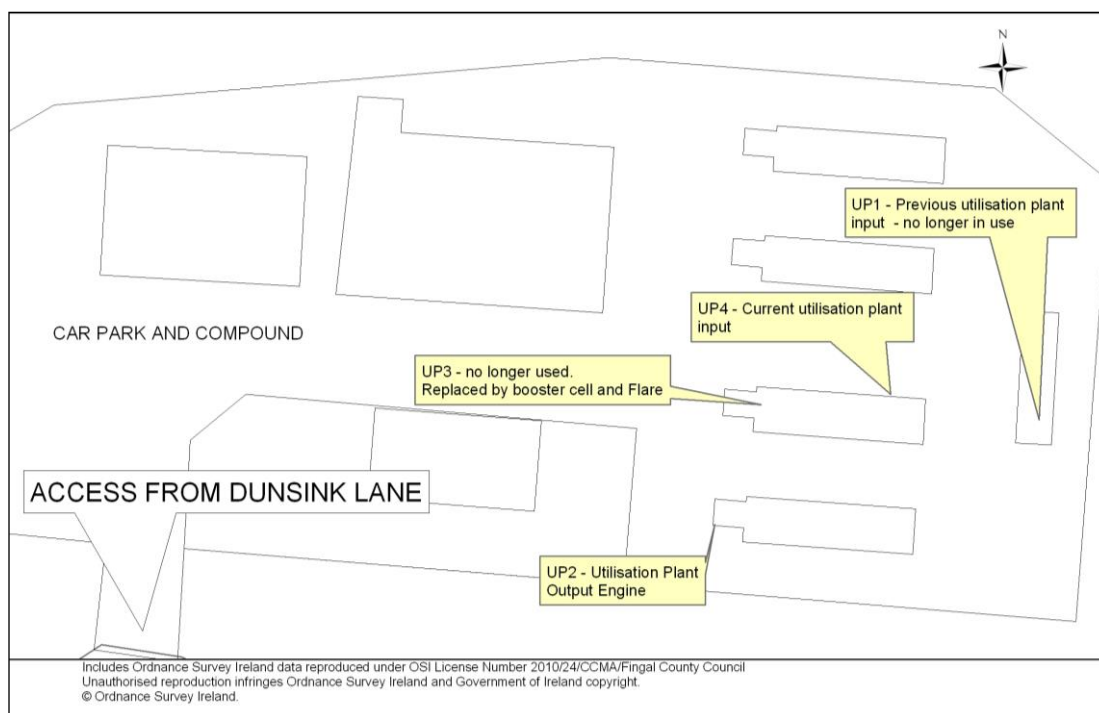 N
UP1 - Previous utilisation plant
input - no longer in use
UP4 - Current utilisation plant
input
CAR PARK AND COMPOUND
UP3 - no longer used.
Replaced by booster cell and Flare
ACCESS FROM DUNSINK LANE
UP2 - Utilisation Plant
Output Engine
Includes Ordnance Survey Ireland data reproduced under OSI License Number 2010/24/CCMA/Fingal County Council
Unauthorised reproduction infringes Ordnance Survey Ireland and Government of Ireland copyright.
© Ordnance Survey Ireland.